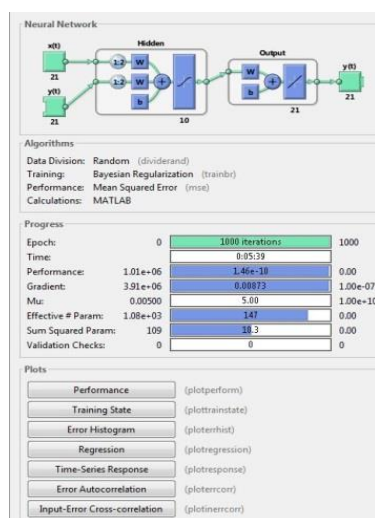 Neural Network
Hidden
Output
x(t)
21
y(t)
21
1:2
W
1:2
W
b
10
W
b
21
y(t)
21
Algorithms
Data Division: Random (dividerand)
Training: Bayesian Regularization (trainbr)
Performance: Mean Squared Error (mse)
Calculations: MATLAB
Progress
Epoch: 0 1000 iterations 1000
Time: 0:05:39
Performance: 1.01e+06 1.46e-10 0.00
Gradient: 3.91e+06 0.00873 1.00e-07
Mu: 0.00500 5.00 1.00e+10
Effective # Param: 1.08e+03 147 0.00
Sum Squared Param: 109 18.3 0.00
Validation Checks: 0 0 0
Plots
Performance (plotperform)
Training State (plottrainstate)
Error Histogram (ploterrhist)
Regression (plotregression)
Time-Series Response (plotresponse)
Error Autocorrelation (ploterrcorr)
Input-Error Cross-correlation (plotinerrcorr)